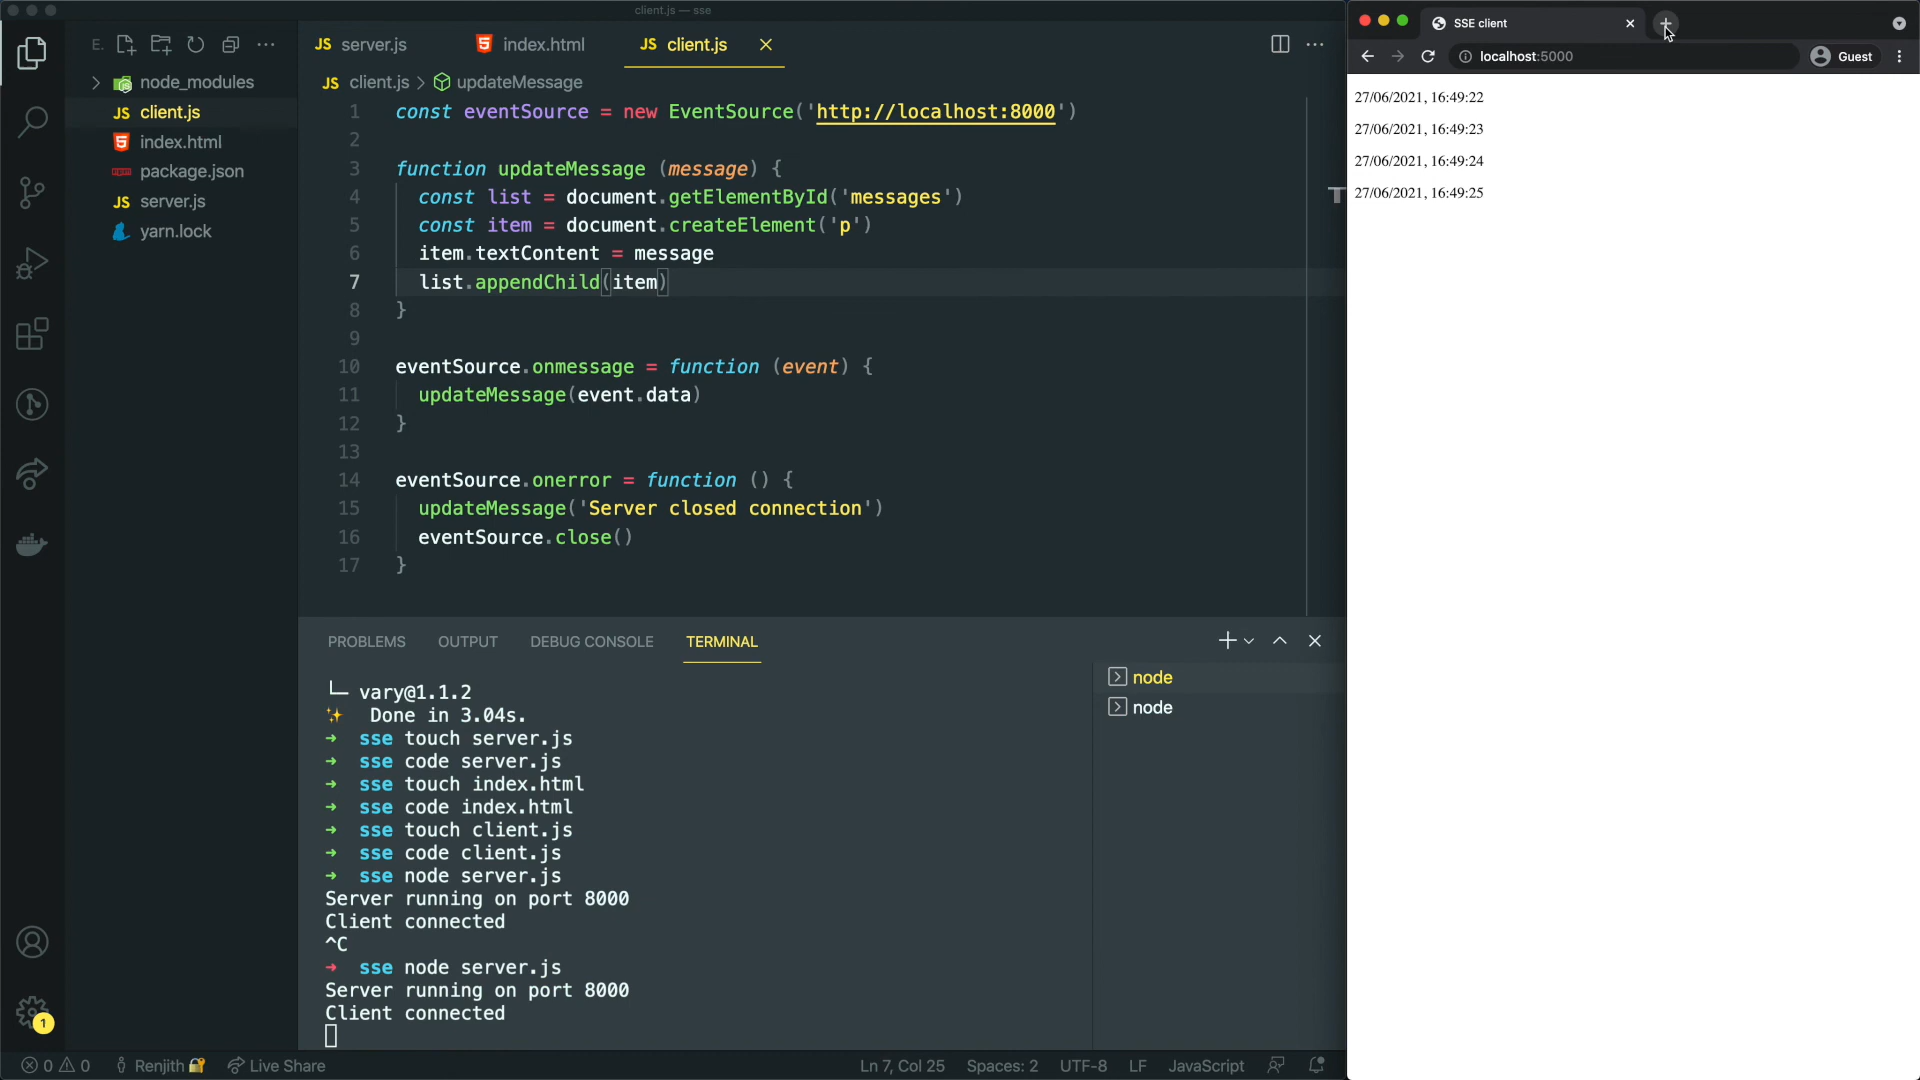 client.js — sse
E.
node_modules
JS client.js
index.html
package.json
JS server.js
yarn.lock
JS server.js
index.html
JS client.js
JS client.js > updateMessage
1 const eventSource = new EventSource('http://localhost:8000')
2
3 function updateMessage (message) {
4 const list = document.getElementById('messages')
5 const item = document.createElement('p')
6 item.textContent = message
7 list.appendChild(item)
8 }
9
10 eventSource.onmessage = function (event) {
11 updateMessage(event.data)
12 }
13
14 eventSource.onerror = function () {
15 updateMessage('Server closed connection')
16 eventSource.close()
17 }
PROBLEMS OUTPUT DEBUG CONSOLE TERMINAL
└─ vary@1.1.2
✨ Done in 3.04s.
➜ sse touch server.js
➜ sse code server.js
➜ sse touch index.html
➜ sse code index.html
➜ sse touch client.js
➜ sse code client.js
➜ sse node server.js
Server running on port 8000
Client connected
^C
➜ sse node server.js
Server running on port 8000
Client connected
node
node
1
0 0 Renjith Live Share
Ln 7, Col 25 Spaces: 2 UTF-8 LF JavaScript
SSE client
localhost:5000
Guest
27/06/2021, 16:49:22
27/06/2021, 16:49:23
27/06/2021, 16:49:24
27/06/2021, 16:49:25